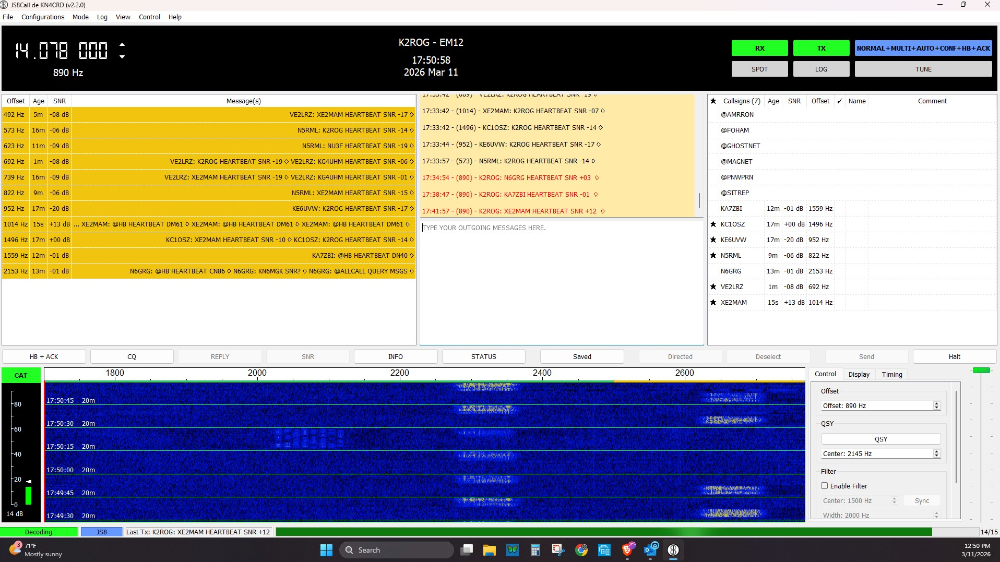 JS8Call de KN4CRD (v2.2.0)
File Configurations Mode Log View Control Help
14.078 000
890 Hz
K2ROG - EM12
17:50:58
2026 Mar 11
RX TX NORMAL+MULTI+AUTO+CONF+HB+ACK
SPOT LOG TUNE
Offset Age SNR Message(s)
492 Hz 5m -08 dB VE2LRZ: XE2MAM HEARTBEAT SNR -17 ♢
573 Hz 16m -06 dB N5RML: K2ROG HEARTBEAT SNR -14 ♢
623 Hz 11m -09 dB N5RML: NU3F HEARTBEAT SNR -19 ♢
692 Hz 1m -08 dB VE2LRZ: K2ROG HEARTBEAT SNR -19 ♢ VE2LRZ: KG4UHM HEARTBEAT SNR -06 ♢
739 Hz 16m -09 dB VE2LRZ: XE2MAM HEARTBEAT SNR -19 ♢ VE2LRZ: KG4UHM HEARTBEAT SNR -01 ♢
822 Hz 9m -06 dB N5RML: XE2MAM HEARTBEAT SNR -15 ♢
952 Hz 17m -20 dB KE6UVW: K2ROG HEARTBEAT SNR -17 ♢
1014 Hz 15s +13 dB ... XE2MAM: @HB HEARTBEAT DM61 ♢ XE2MAM: @HB HEARTBEAT DM61 ♢ XE2MAM: @HB HEARTBEAT DM61 ♢
1496 Hz 17m +00 dB KC1OSZ: XE2MAM HEARTBEAT SNR -10 ♢ KC1OSZ: K2ROG HEARTBEAT SNR -14 ♢
1559 Hz 12m -01 dB KA7ZBI: @HB HEARTBEAT DN40 ♢
2153 Hz 13m -01 dB N6GRG: @HB HEARTBEAT CN86 ♢ N6GRG: KN6MGK SNR? ♢ N6GRG: @ALLCALL QUERY MSGS ♢
17:33:42 - (689) - VE2LRZ: K2ROG HEARTBEAT SNR -19 ♢
17:33:42 - (1014) - XE2MAM: K2ROG HEARTBEAT SNR -07 ♢
17:33:42 - (1496) - KC1OSZ: K2ROG HEARTBEAT SNR -14 ♢
17:33:44 - (952) - KE6UVW: K2ROG HEARTBEAT SNR -17 ♢
17:33:57 - (573) - N5RML: K2ROG HEARTBEAT SNR -14 ♢
17:34:54 - (890) - K2ROG: N6GRG HEARTBEAT SNR +03 ♢
17:38:47 - (890) - K2ROG: KA7ZBI HEARTBEAT SNR -01 ♢
17:41:57 - (890) - K2ROG: XE2MAM HEARTBEAT SNR +12 ♢
TYPE YOUR OUTGOING MESSAGES HERE.
★ Callsigns (7) Age SNR Offset ✓ Name Comment
@AMRRON
@FOHAM
@GHOSTNET
@MAGNET
@PNWPRN
@SITREP
KA7ZBI 12m -01 dB 1559 Hz
★ KC1OSZ 17m +00 dB 1496 Hz
★ KE6UVW 17m -20 dB 952 Hz
★ N5RML 9m -06 dB 822 Hz
N6GRG 13m -01 dB 2153 Hz
★ VE2LRZ 1m -08 dB 692 Hz
★ XE2MAM 15s +13 dB 1014 Hz
HB + ACK CQ REPLY SNR INFO STATUS Saved Directed Deselect Send Halt
CAT
80
60
40
20
0
14 dB
1800 2000 2200 2400 2600
17:50:45 20m
17:50:30 20m
17:50:15 20m
17:50:00 20m
17:49:45 20m
17:49:30 20m
Control Display Timing
Offset
Offset: 890 Hz
QSY
QSY
Center: 2145 Hz
Filter
Enable Filter
Center: 1500 Hz Sync
Width: 2000 Hz
Decoding JS8 Last Tx: K2ROG: XE2MAM HEARTBEAT SNR +12 14/15
3
71°F
Mostly sunny
Search
12:50 PM
3/11/2026